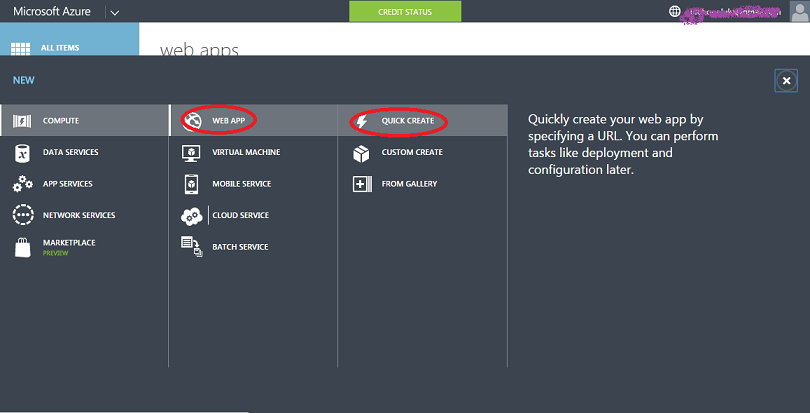 Microsoft Azure
CREDIT STATUS
ALL ITEMS
web apps
NEW
COMPUTE
DATA SERVICES
APP SERVICES
NETWORK SERVICES
MARKETPLACE
PREVIEW
WEB APP
VIRTUAL MACHINE
MOBILE SERVICE
CLOUD SERVICE
BATCH SERVICE
QUICK CREATE
CUSTOM CREATE
FROM GALLERY
Quickly create your web app by
specifying a URL. You can perform
tasks like deployment and
configuration later.